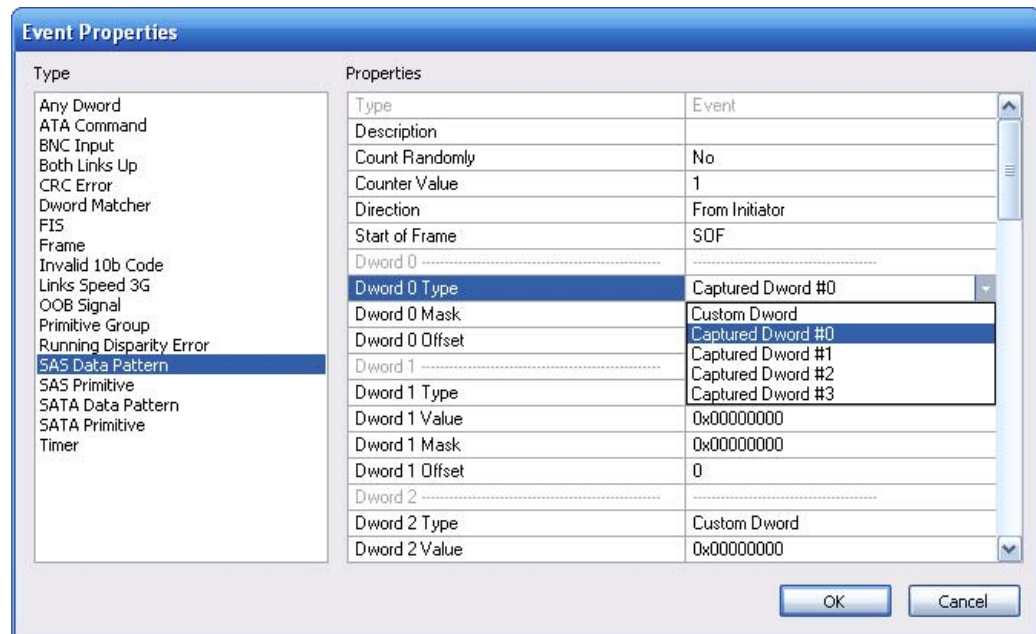 Event Properties
Type
Any Dword
ATA Command
BNC Input
Both Links Up
CRC Error
Dword Matcher
FIS
Frame
Invalid 10b Code
Links Speed 3G
OOB Signal
Primitive Group
Running Disparity Error
SAS Data Pattern
SAS Primitive
SATA Data Pattern
SATA Primitive
Timer
Properties
Type Event
Description
Count Randomly No
Counter Value 1
Direction From Initiator
Start of Frame SOF
Dword 0
Dword 0 Type Captured Dword #0
Dword 0 Mask
Dword 0 Offset
Custom Dword
Captured Dword #0
Captured Dword #1
Captured Dword #2
Captured Dword #3
Dword 1
Dword 1 Type
Dword 1 Value 0x00000000
Dword 1 Mask 0x00000000
Dword 1 Offset 0
Dword 2
Dword 2 Type Custom Dword
Dword 2 Value 0x00000000
OK Cancel